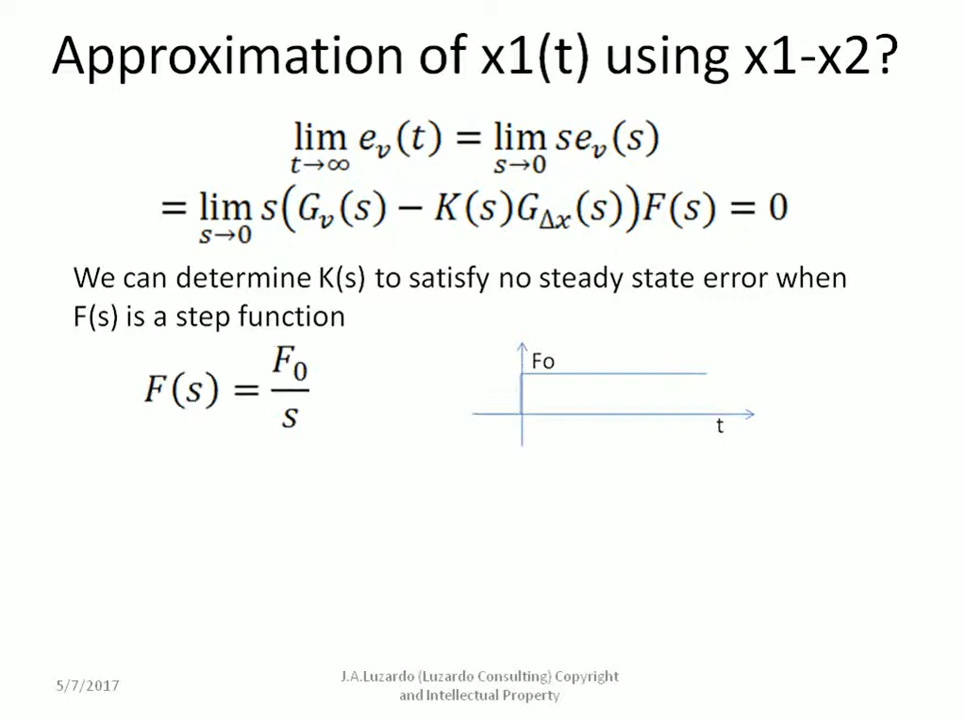 Approximation of x1(t) using x1-x2?
lim_{t→∞} e_v(t) = lim_{s→0} se_v(s)
= lim_{s→0} s(G_v(s) − K(s)G_{Δx}(s))F(s) = 0
We can determine K(s) to satisfy no steady state error when
F(s) is a step function
F(s) = F_0/s
Fo
t
5/7/2017
J.A.Luzardo (Luzardo Consulting) Copyright
and Intellectual Property